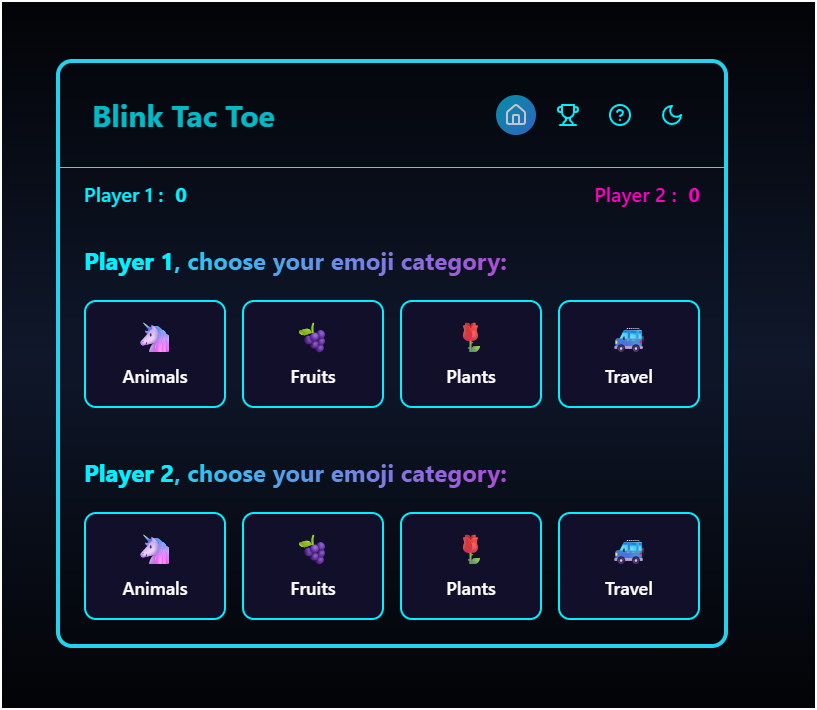 Blink Tac Toe
Player 1 : 0
Player 2 : 0
Player 1, choose your emoji category:
Animals Fruits Plants Travel
Player 2, choose your emoji category:
Animals Fruits Plants Travel